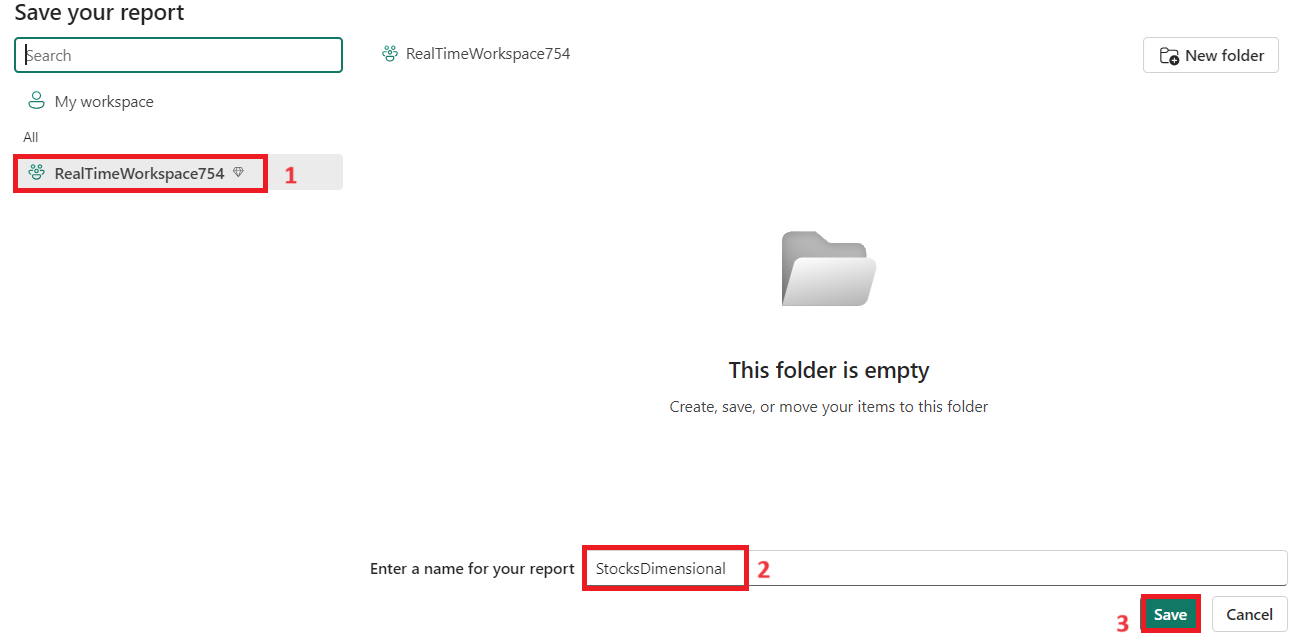 Save your report
Search
RealTimeWorkspace754
New folder
My workspace
All
RealTimeWorkspace754
1
This folder is empty
Create, save, or move your items to this folder
Enter a name for your report
StocksDimensional
2
3
Save
Cancel